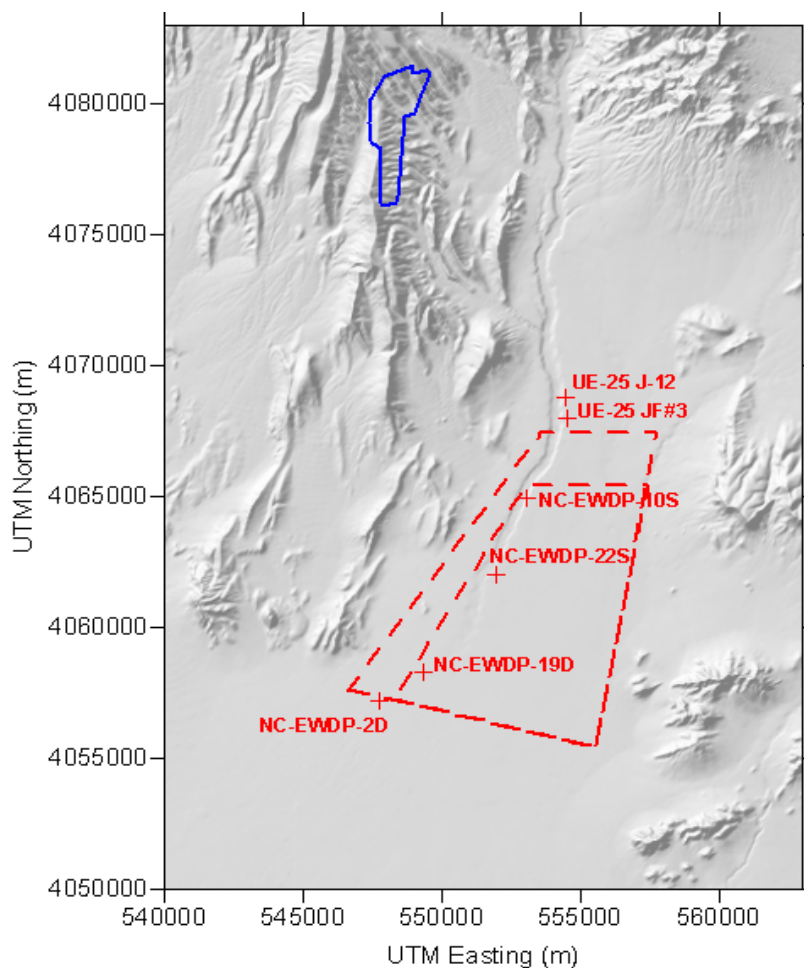 4080000
4075000
4070000
4065000
4060000
4055000
4050000
UTM Northing (m)
UE-25 J-12
UE-25 JF#3
NC-EWDP-10S
NC-EWDP-22S
NC-EWDP-19D
NC-EWDP-2D
540000 545000 550000 555000 560000
UTM Easting (m)